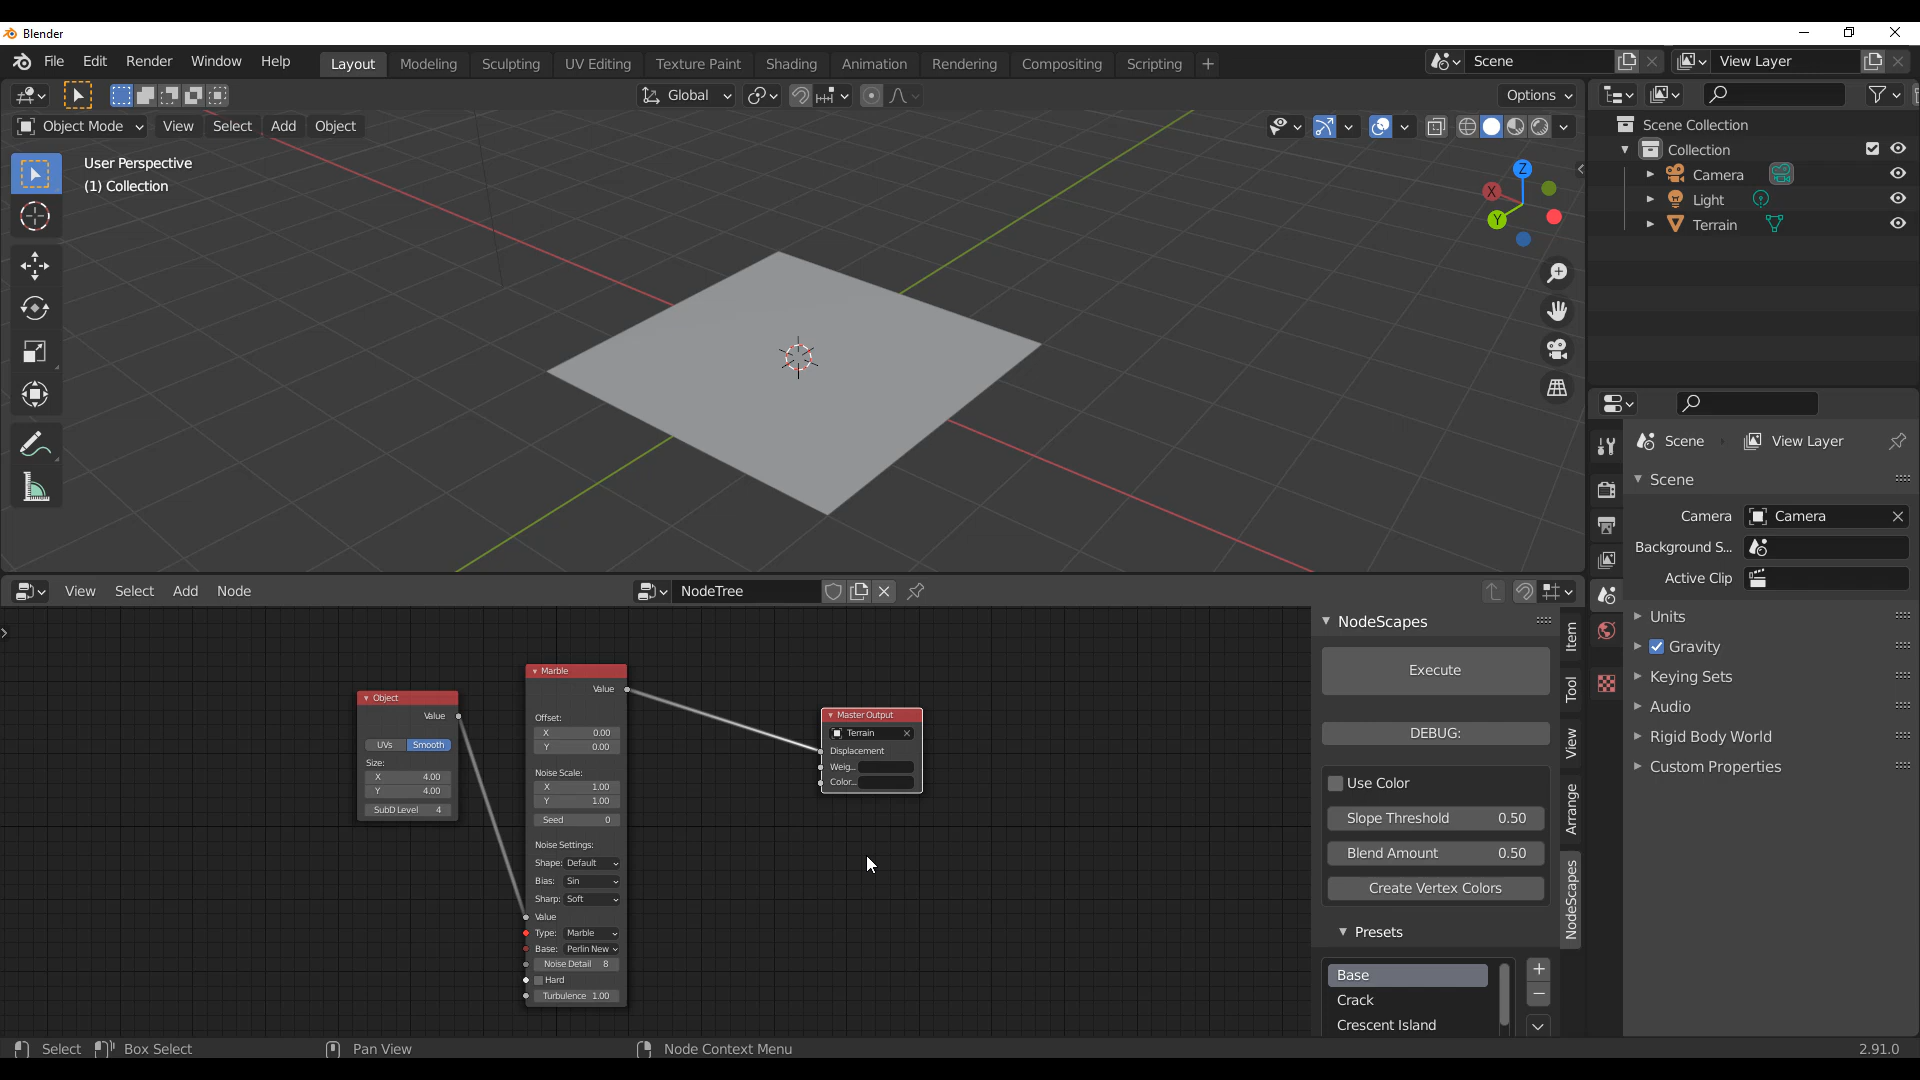 Blender
File Edit Render Window Help Layout Modeling Sculpting UV Editing Texture Paint Shading Animation Rendering Compositing Scripting + Scene View Layer
Global Options
Object Mode View Select Add Object
User Perspective
(1) Collection
Z
X
Y
Scene Collection
Collection
Camera
Light
Terrain
Scene View Layer
Scene
Camera Camera
Background S...
Active Clip
Units
Gravity
Keying Sets
Audio
Rigid Body World
Custom Properties
View Select Add Node NodeTree
Object
Value
UVs Smooth
Size:
X 4.00
Y 4.00
SubD Level 4
Marble
Value
Offset:
X 0.00
Y 0.00
Noise Scale:
X 1.00
Y 1.00
Seed 0
Noise Settings:
Shape: Default
Bias: Sin
Sharp: Soft
Value
Type: Marble
Base: Perlin New
Noise Detail 8
Hard
Turbulence 1.00
Master Output
Terrain
Displacement
Weig...
Color...
NodeScapes
Execute
DEBUG:
Use Color
Slope Threshold 0.50
Blend Amount 0.50
Create Vertex Colors
Presets
Base
Crack
Crescent Island
Item
Tool
View
Arrange
NodeScapes
Select Box Select Pan View Node Context Menu 2.91.0